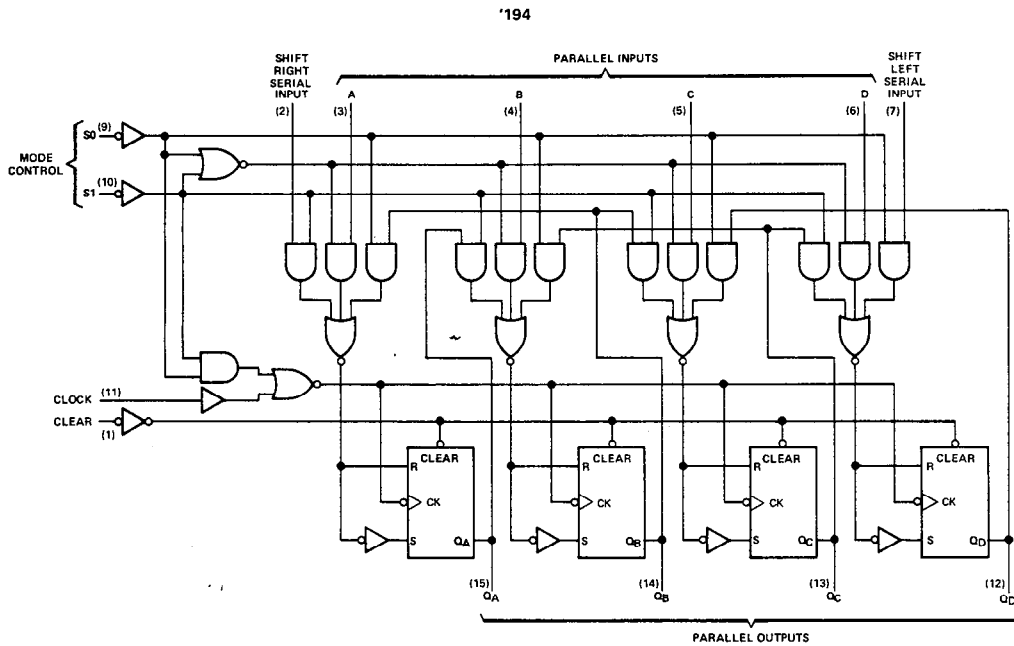 '194
PARALLEL INPUTS
SHIFT
RIGHT
SERIAL
INPUT
SHIFT
LEFT
SERIAL
INPUT
A
B
C
D
(2)
(3)
(4)
(5)
(6)
(7)
MODE
CONTROL
S0
(9)
S1
(10)
CLOCK
(11)
CLEAR
(1)
CLEAR
CLEAR
CLEAR
CLEAR
R
R
R
R
CK
CK
CK
CK
S
QA
S
QB
S
QC
S
QD
(15)
QA
(14)
QB
(13)
QC
(12)
QD
PARALLEL OUTPUTS